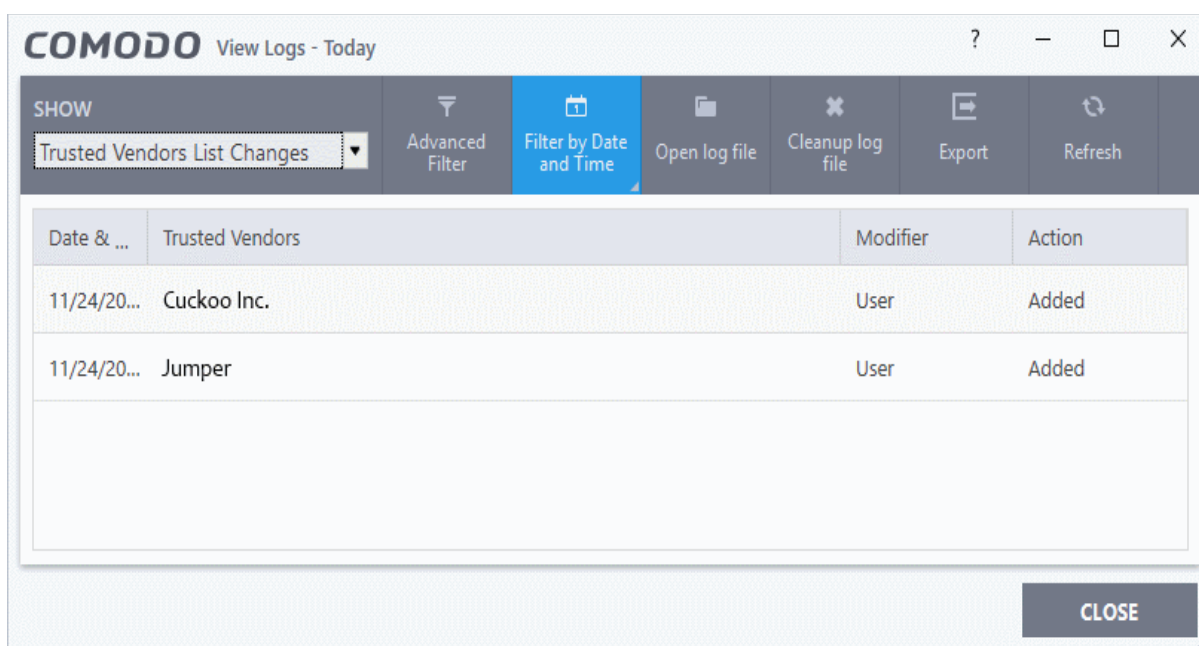 COMODO View Logs - Today ?
SHOW
Trusted Vendors List Changes
Advanced
Filter
Filter by Date
and Time
Open log file
Cleanup log
file
Export
Refresh
Date & ... Trusted Vendors Modifier Action
11/24/20... Cuckoo Inc. User Added
11/24/20... Jumper User Added
CLOSE